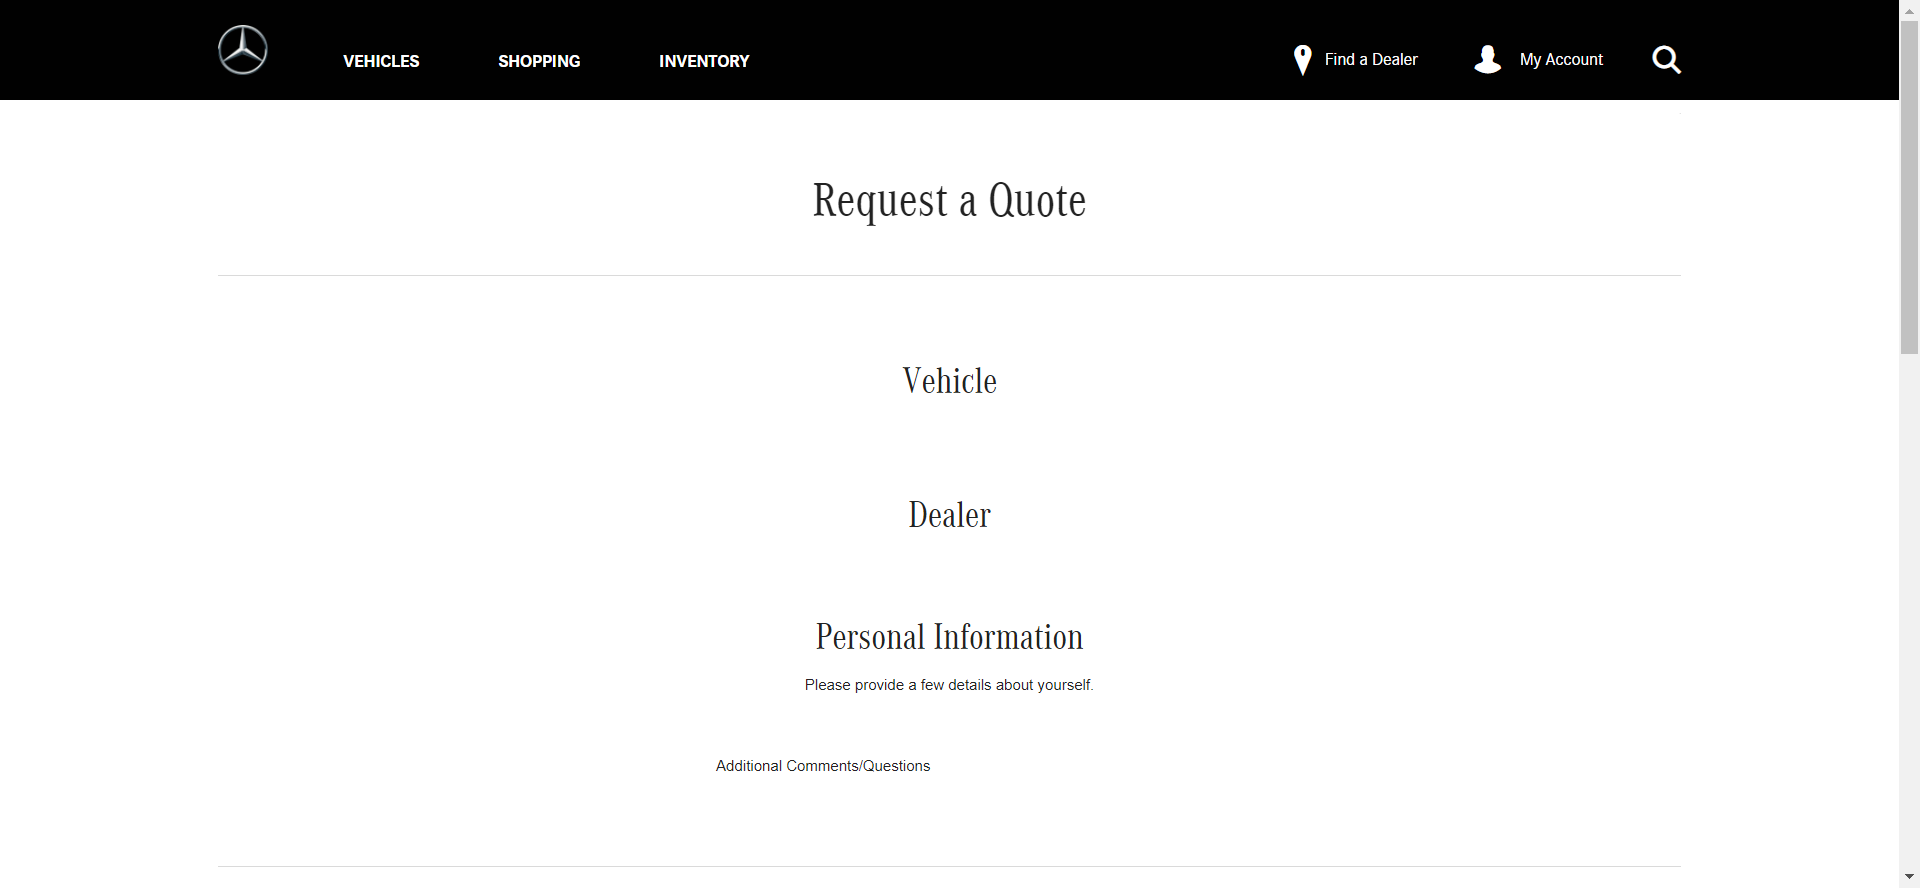 VEHICLES SHOPPING INVENTORY Find a Dealer My Account
Request a Quote
Vehicle
Dealer
Personal Information
Please provide a few details about yourself.
Additional Comments/Questions